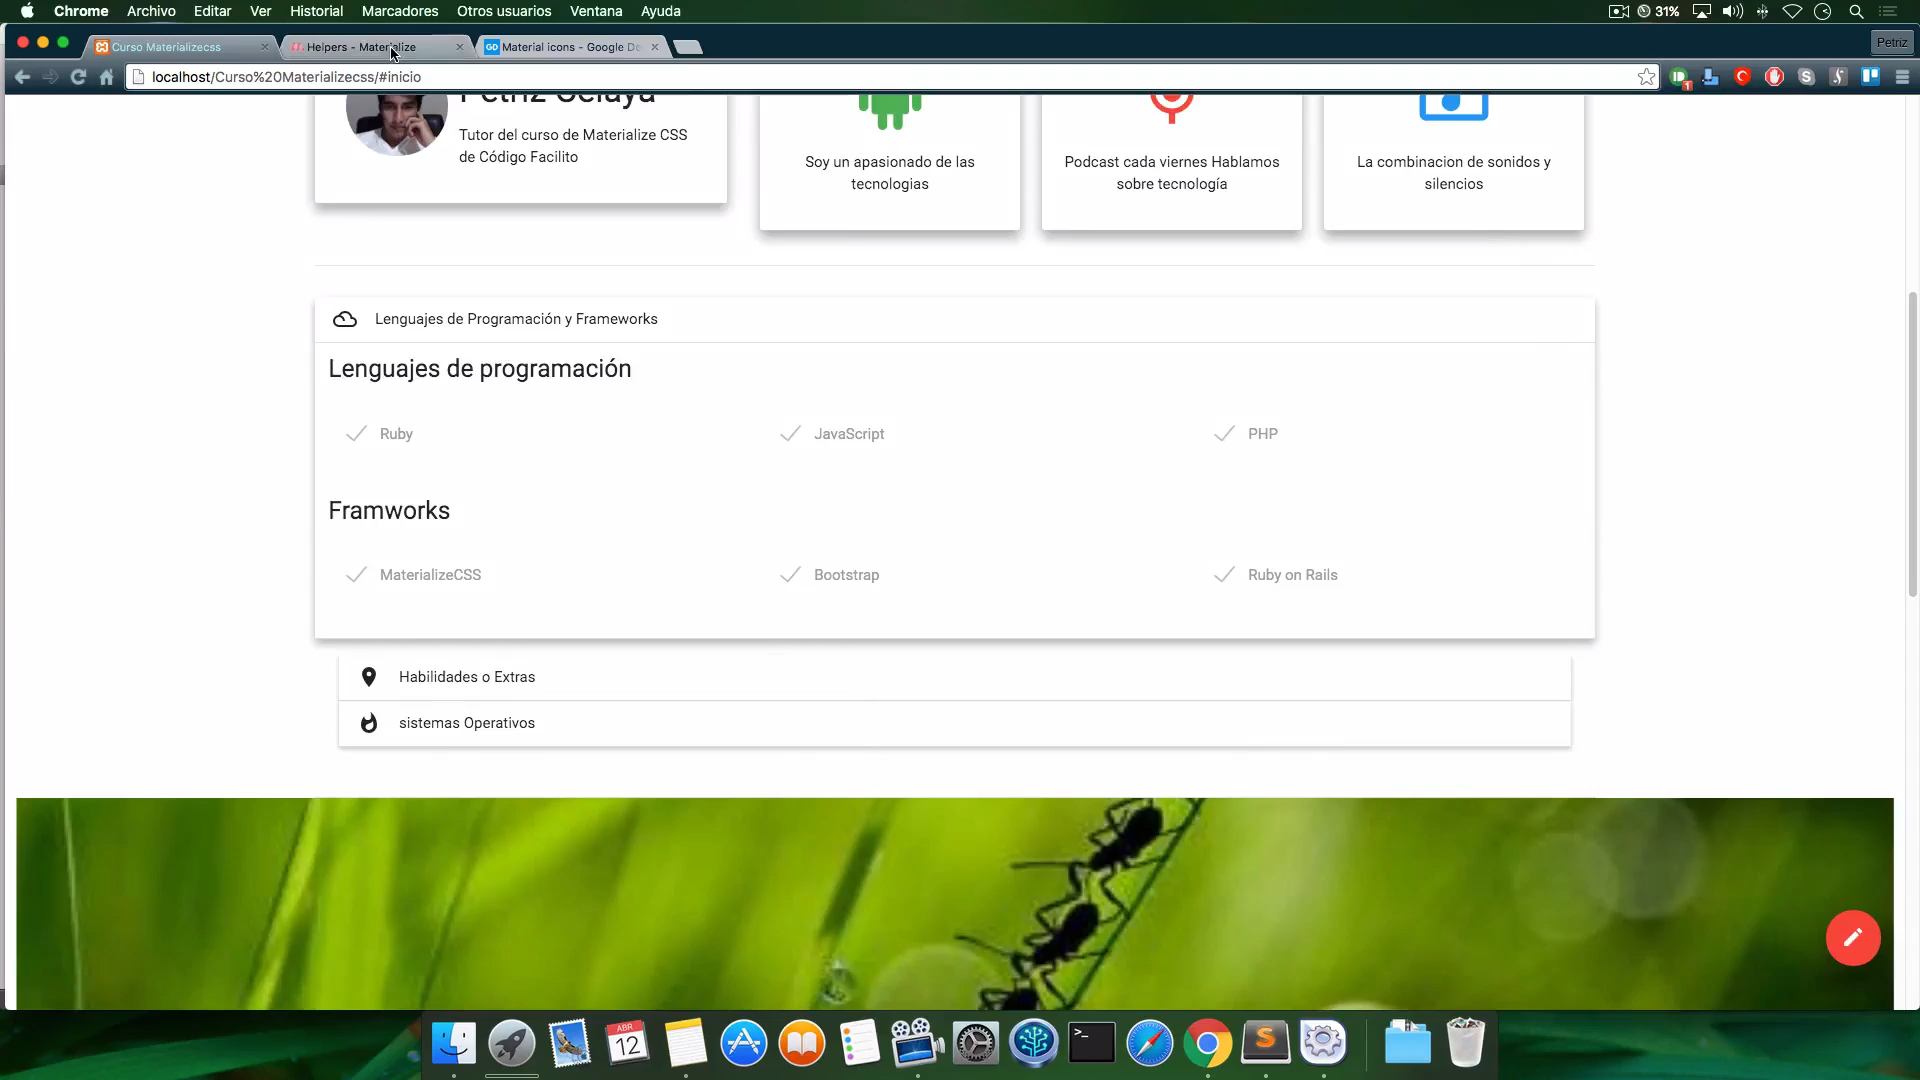 Chrome Archivo Editar Ver Historial Marcadores Otros usuarios Ventana Ayuda 31%
Curso Materializecss Helpers - Materialize Material icons - Google De Petriz
localhost/Curso%20Materializecss/#inicio
Petriz Celaya
Tutor del curso de Materialize CSS
de Código Facilito
Soy un apasionado de las
tecnologias
Podcast cada viernes Hablamos
sobre tecnología
La combinacion de sonidos y
silencios
Lenguajes de Programación y Frameworks
Lenguajes de programación
Ruby JavaScript PHP
Framworks
MaterializeCSS Bootstrap Ruby on Rails
Habilidades o Extras
sistemas Operativos
ABR
12